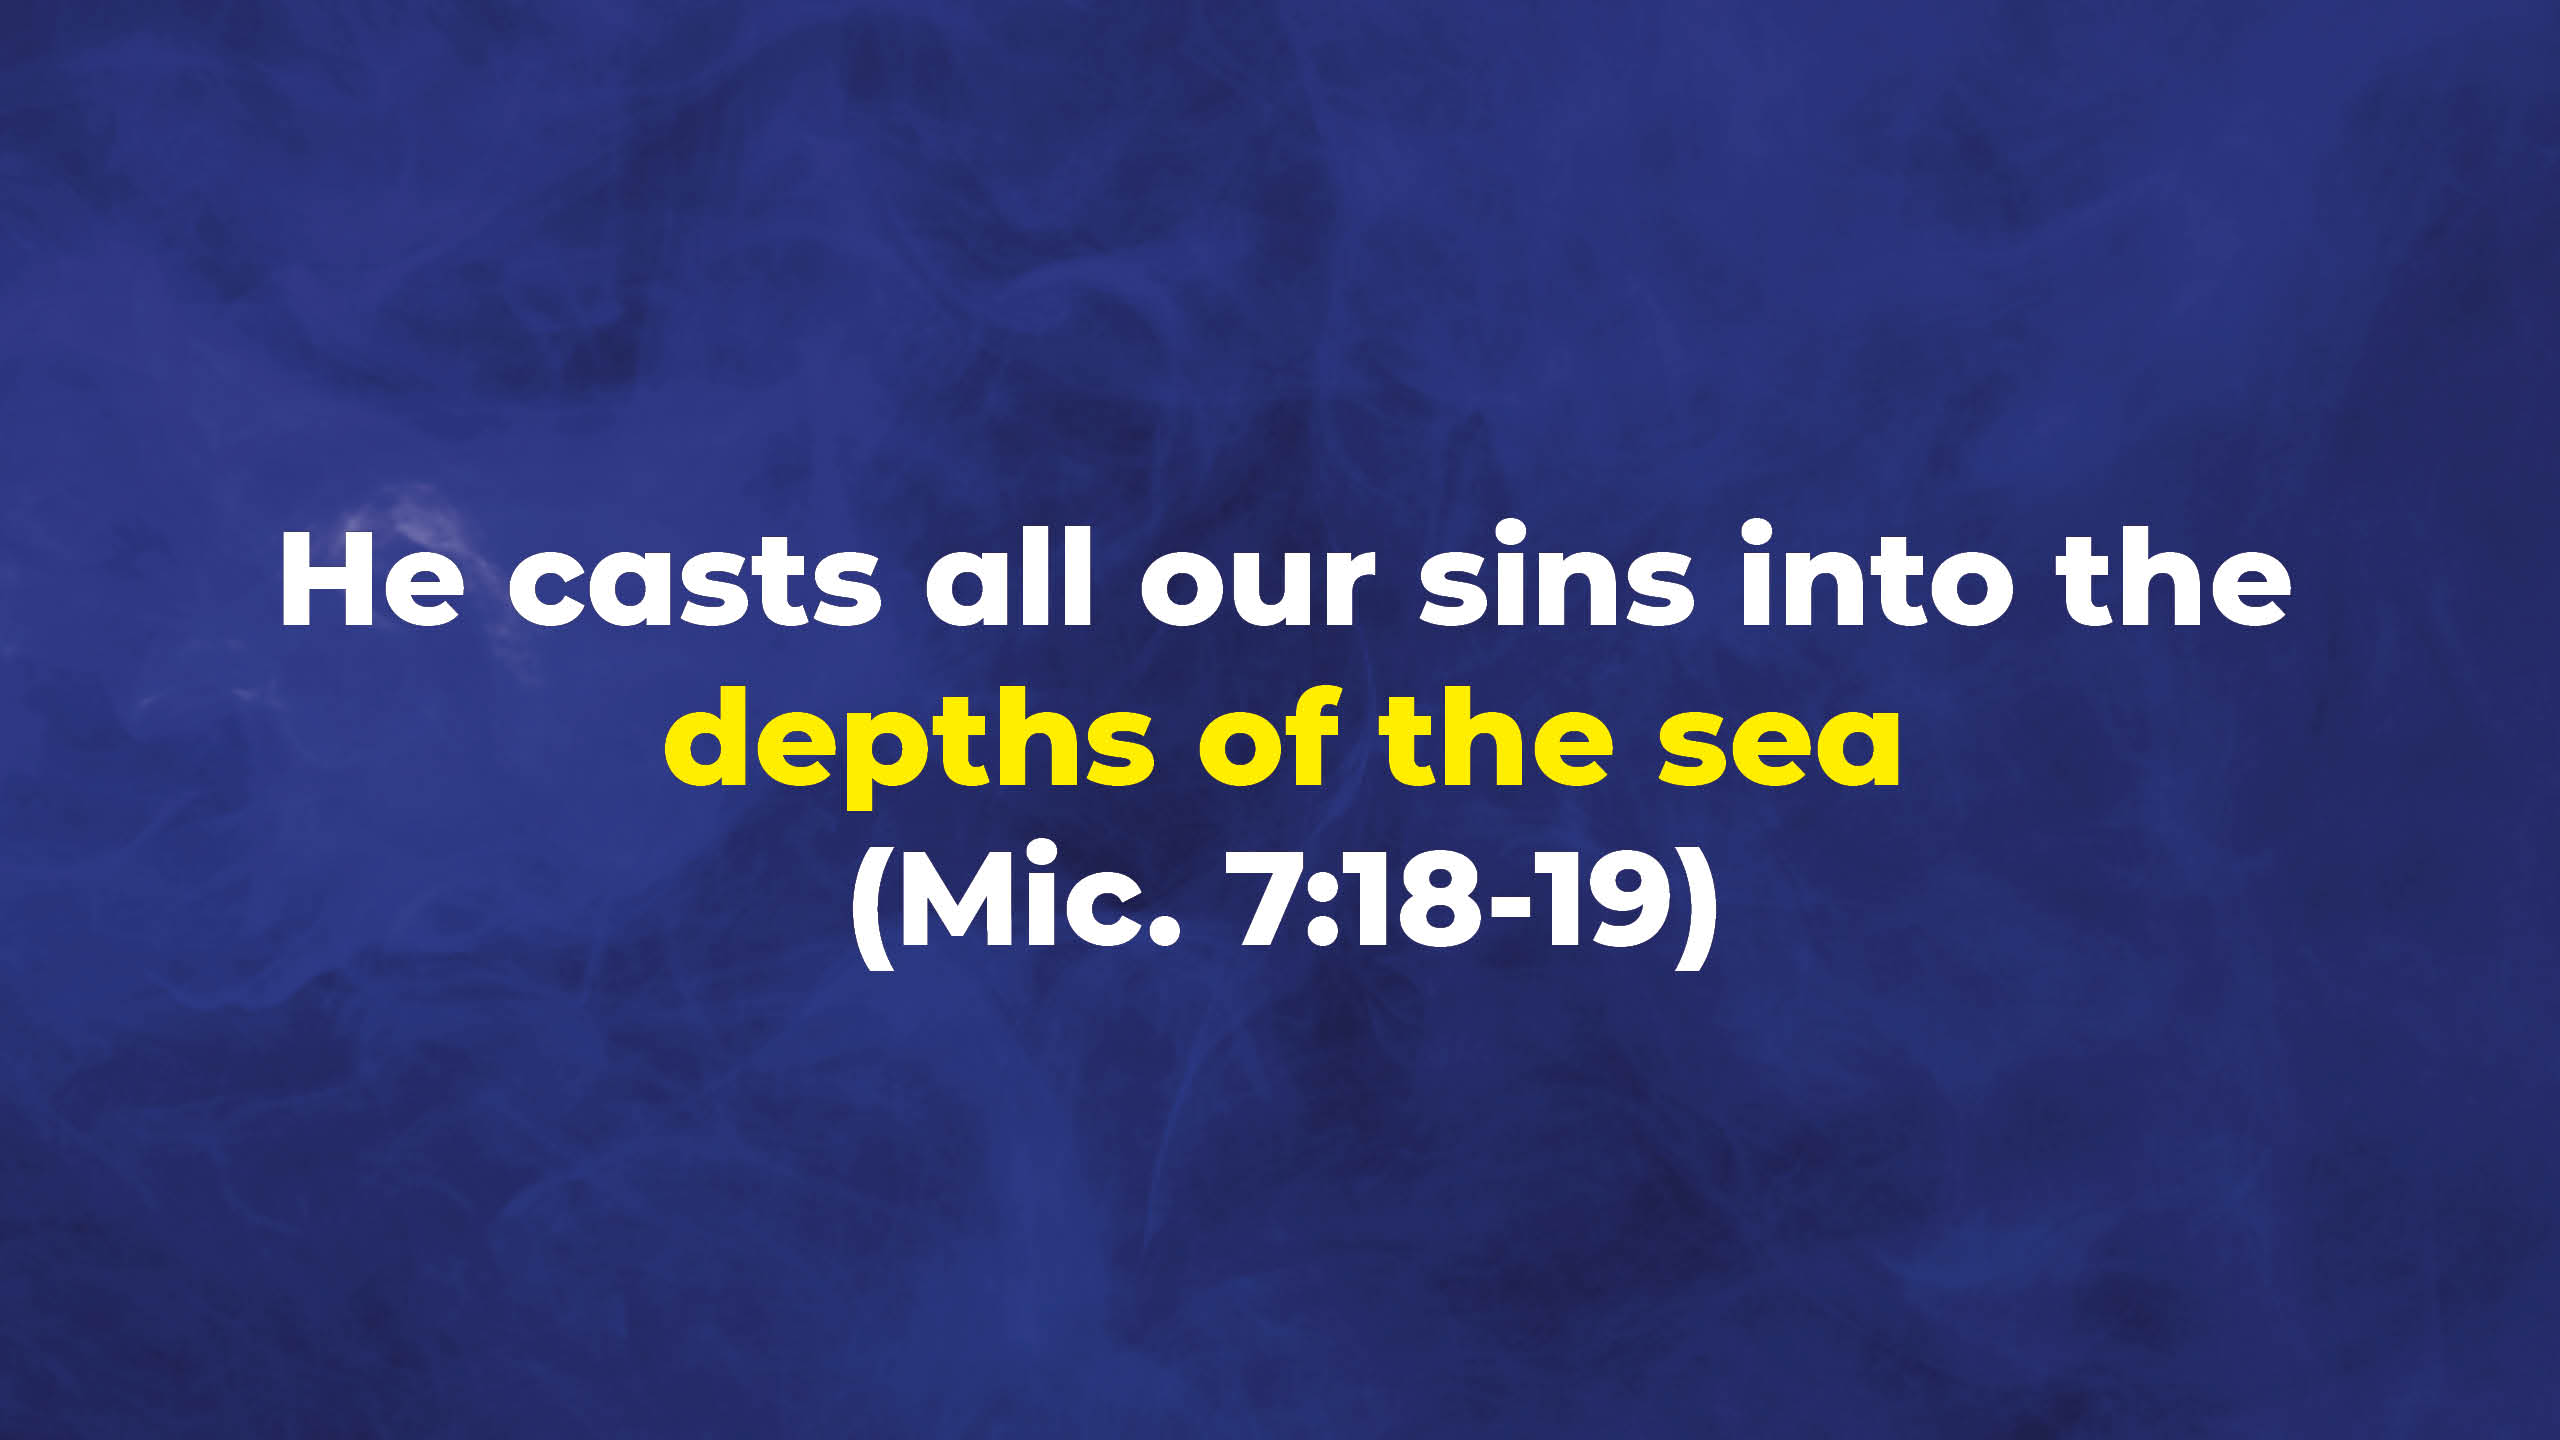 He casts all our sins into the
depths of the sea
(Mic. 7:18-19)